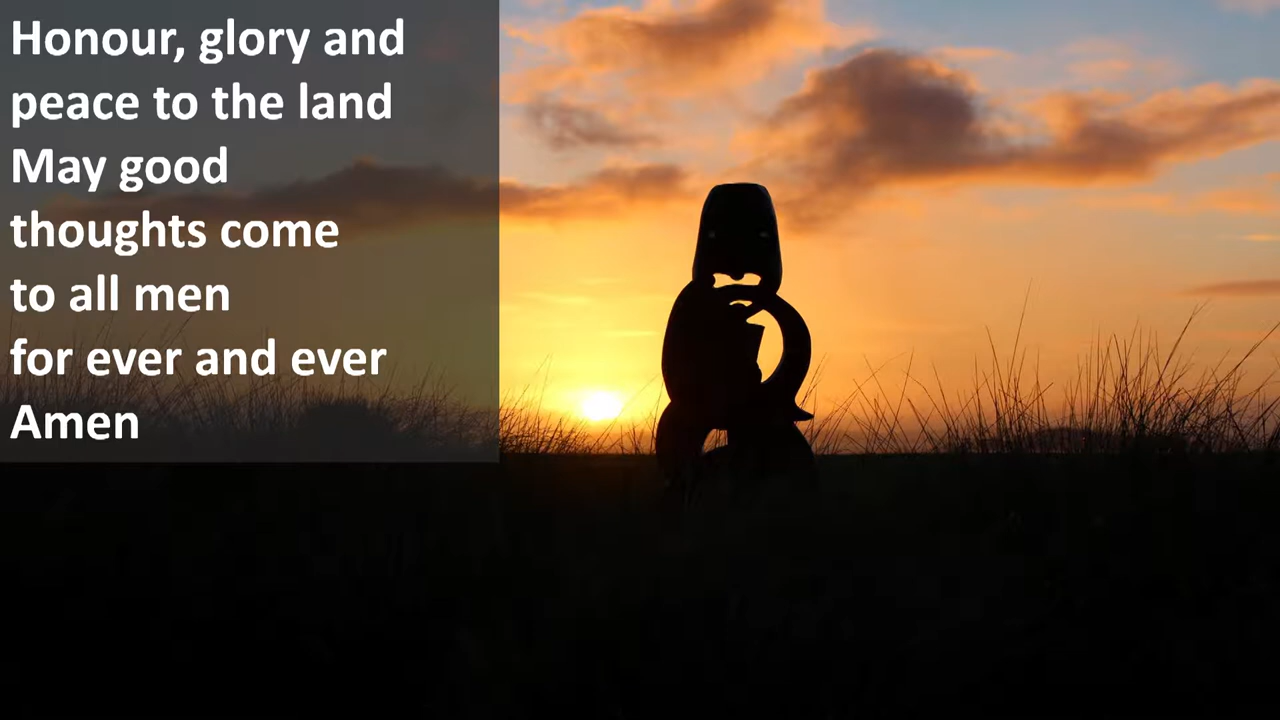 Honour, glory and
peace to the land
May good
thoughts come
to all men
for ever and ever
Amen